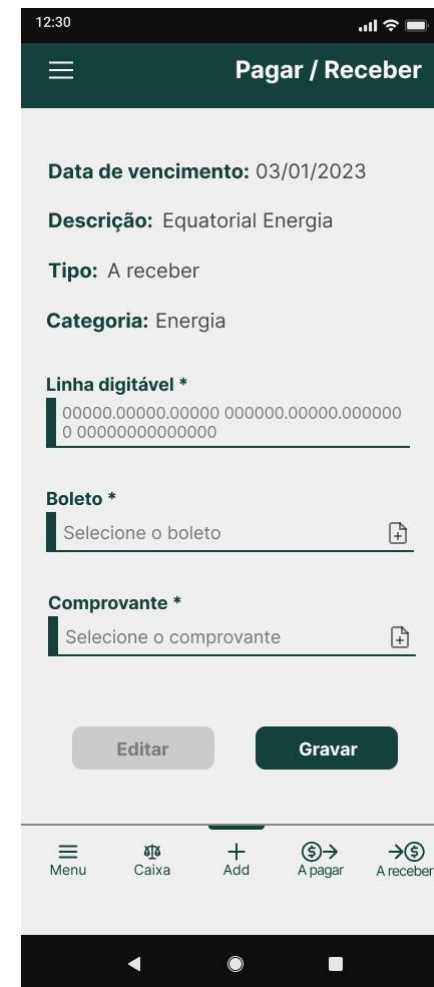 12:30
Pagar / Receber
Data de vencimento: 03/01/2023
Descrição: Equatorial Energia
Tipo: A receber
Categoria: Energia
Linha digitável *
00000.00000.00000 000000.00000.000000
0 00000000000000
Boleto *
Selecione o boleto
Comprovante *
Selecione o comprovante
Editar
Gravar
Menu
Caixa
Add
A pagar
A receber